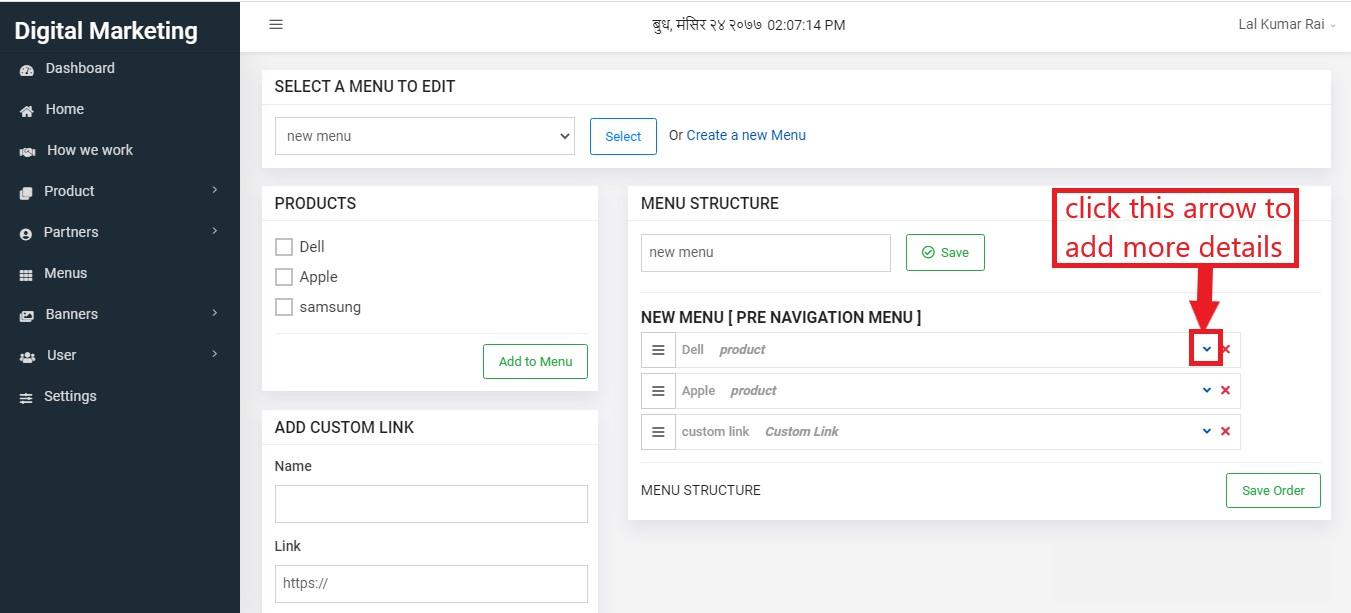 Digital Marketing
बुध, मंसिर २४ २०७७ 02:07:14 PM
Lal Kumar Rai
Dashboard
Home
How we work
Product
Partners
Menus
Banners
User
Settings
SELECT A MENU TO EDIT
new menu
Select
Or Create a new Menu
PRODUCTS
Dell
Apple
samsung
Add to Menu
ADD CUSTOM LINK
Name
Link
https://
MENU STRUCTURE
click this arrow to
add more details
new menu
Save
NEW MENU [ PRE NAVIGATION MENU ]
Dell product
Apple product
custom link Custom Link
MENU STRUCTURE
Save Order